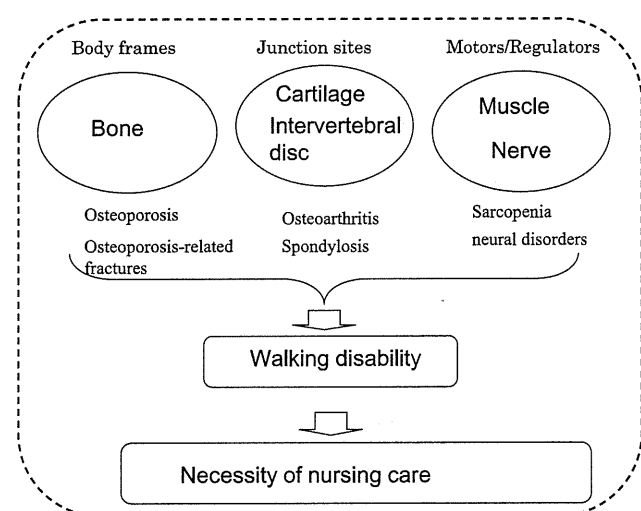 Body frames
Junction sites
Motors/Regulators
Bone
Cartilage
Intervertebral
disc
Muscle
Nerve
Osteoporosis
Osteoporosis-related
fractures
Osteoarthritis
Spondylosis
Sarcopenia
neural disorders
Walking disability
Necessity of nursing care